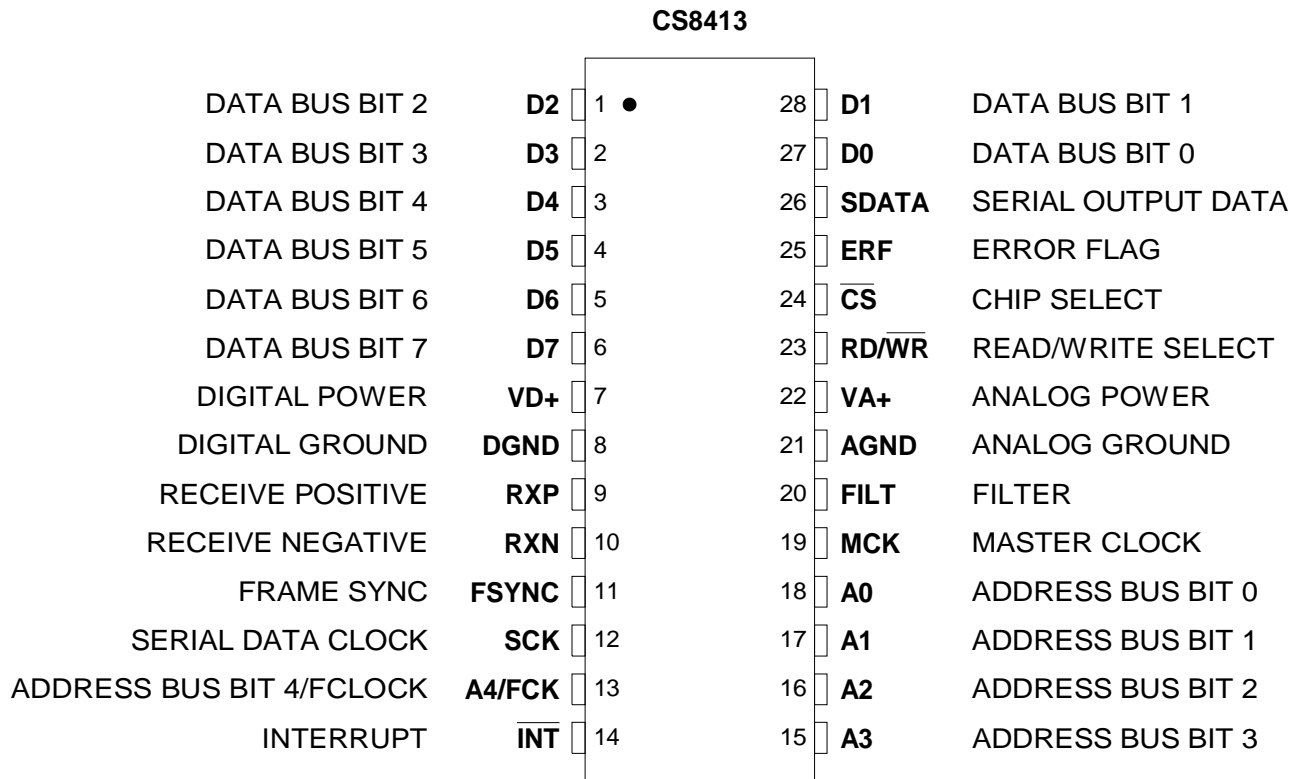 CS8413
DATA BUS BIT 2 D2 1 28 D1 DATA BUS BIT 1
DATA BUS BIT 3 D3 2 27 D0 DATA BUS BIT 0
DATA BUS BIT 4 D4 3 26 SDATA SERIAL OUTPUT DATA
DATA BUS BIT 5 D5 4 25 ERF ERROR FLAG
DATA BUS BIT 6 D6 5 24 C̅S̅ CHIP SELECT
DATA BUS BIT 7 D7 6 23 RD/W̅R̅ READ/WRITE SELECT
DIGITAL POWER VD+ 7 22 VA+ ANALOG POWER
DIGITAL GROUND DGND 8 21 AGND ANALOG GROUND
RECEIVE POSITIVE RXP 9 20 FILT FILTER
RECEIVE NEGATIVE RXN 10 19 MCK MASTER CLOCK
FRAME SYNC FSYNC 11 18 A0 ADDRESS BUS BIT 0
SERIAL DATA CLOCK SCK 12 17 A1 ADDRESS BUS BIT 1
ADDRESS BUS BIT 4/FCLOCK A4/FCK 13 16 A2 ADDRESS BUS BIT 2
INTERRUPT I̅N̅T̅ 14 15 A3 ADDRESS BUS BIT 3